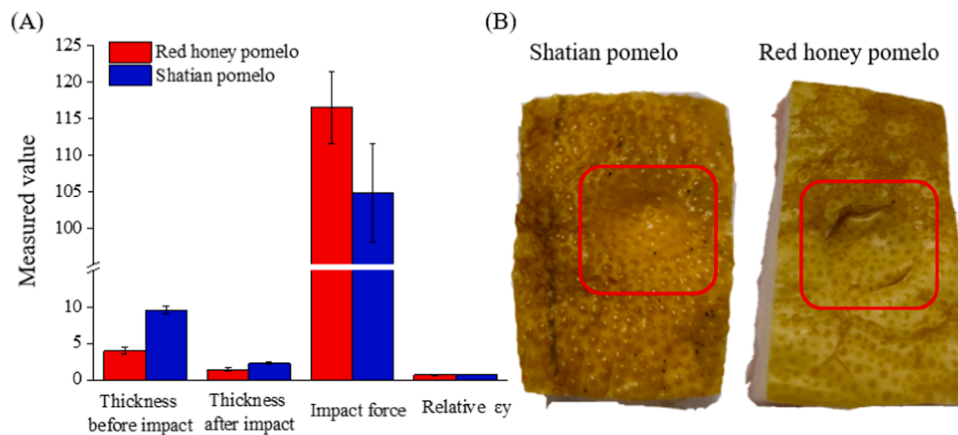 (A)
125
120
115
110
105
100
10
5
0
Measured value
Red honey pomelo
Shatian pomelo
Thickness
before impact
Thickness
after impact
Impact force
Relative εy
(B)
Shatian pomelo
Red honey pomelo